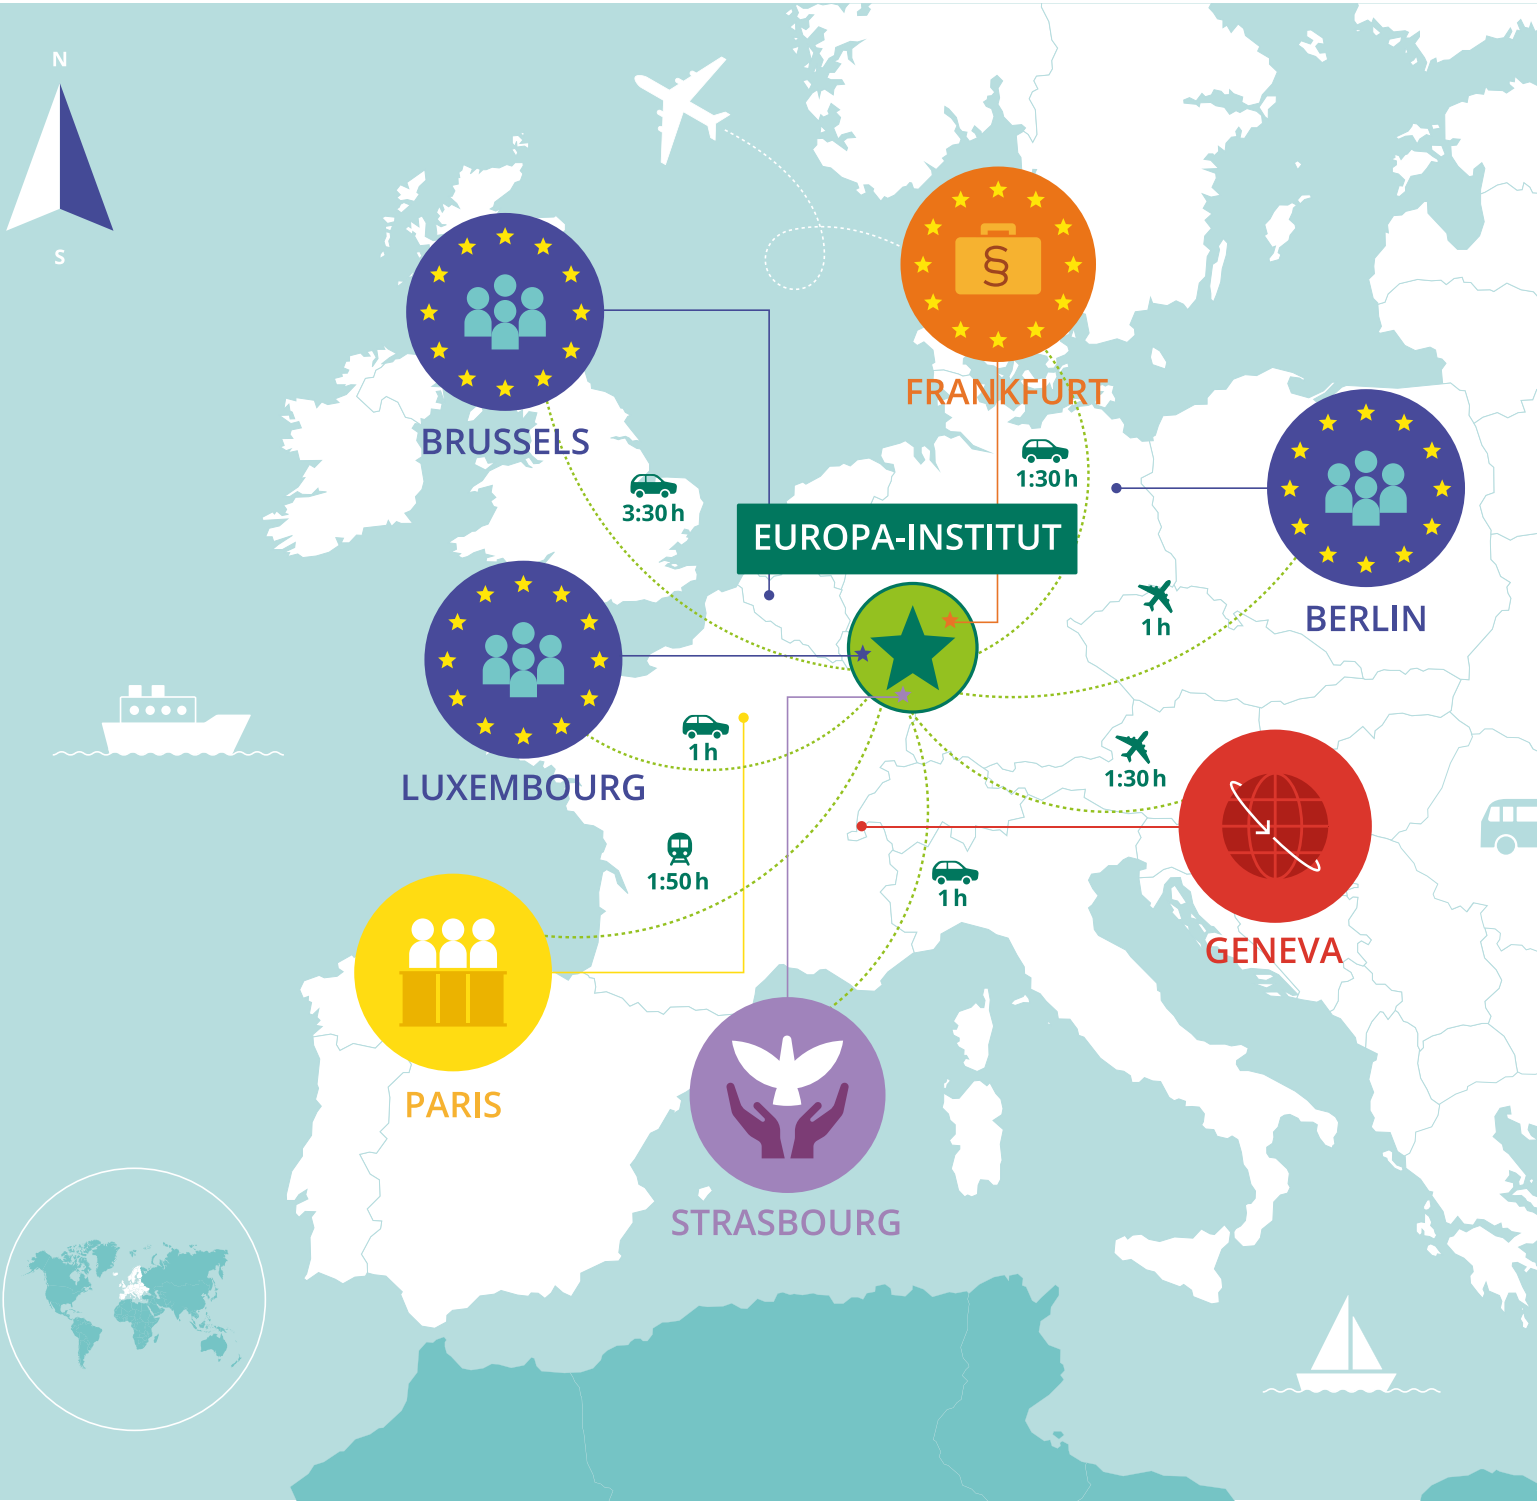 N
S
FRANKFURT
BRUSSELS
1:30 h
3:30 h
EUROPA-INSTITUT
1 h
BERLIN
1 h
LUXEMBOURG
1:30 h
1:50 h
1 h
GENEVA
PARIS
STRASBOURG
§